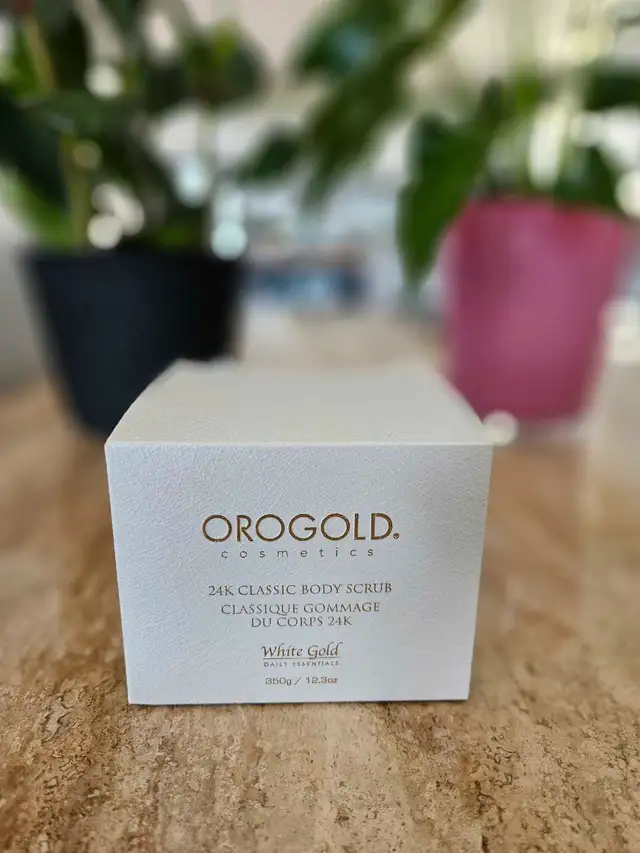 OROGOLD®
cosmetics
24K CLASSIC BODY SCRUB
CLASSIQUE GOMMAGE
DU CORPS 24K
White Gold
DAILY ESSENTIALS
350g / 12.3oz